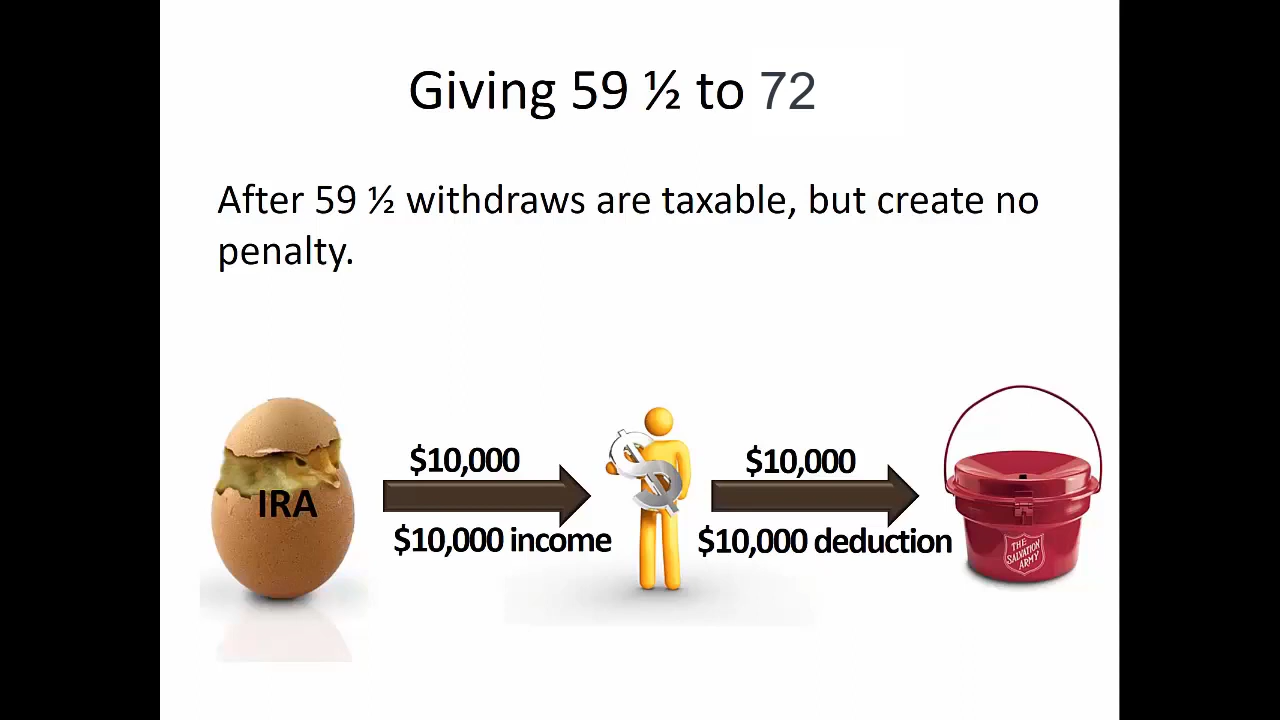 Giving 59 ½ to 72
After 59 ½ withdraws are taxable, but create no
penalty.
$10,000
$10,000
IRA
$10,000 income
$10,000 deduction
THE
SALVATION
ARMY